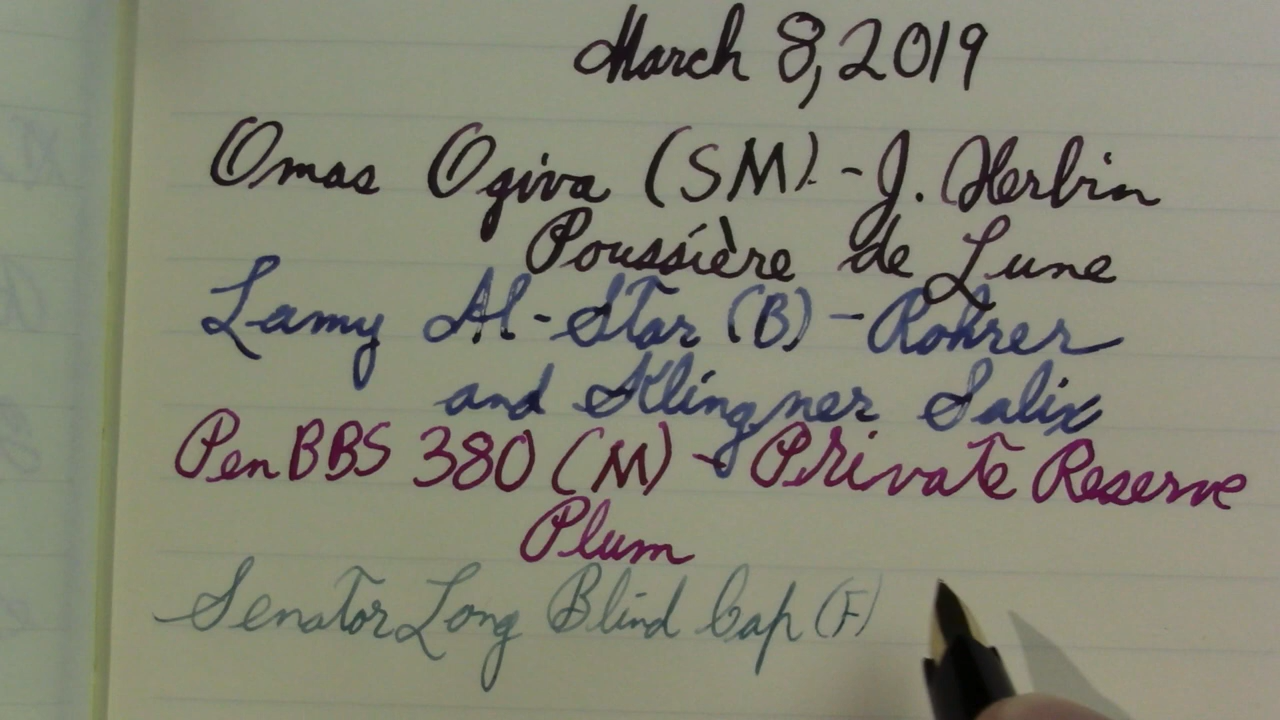 March 8, 2019
Omas Ogiva (SM) - J. Herbin
Poussière de Lune
Lamy Al-Star (B) - Rohrer
and Klingner Salix
PenBBS 380 (M) - Private Reserve
Plum
Senator Long Blind Cap (F)